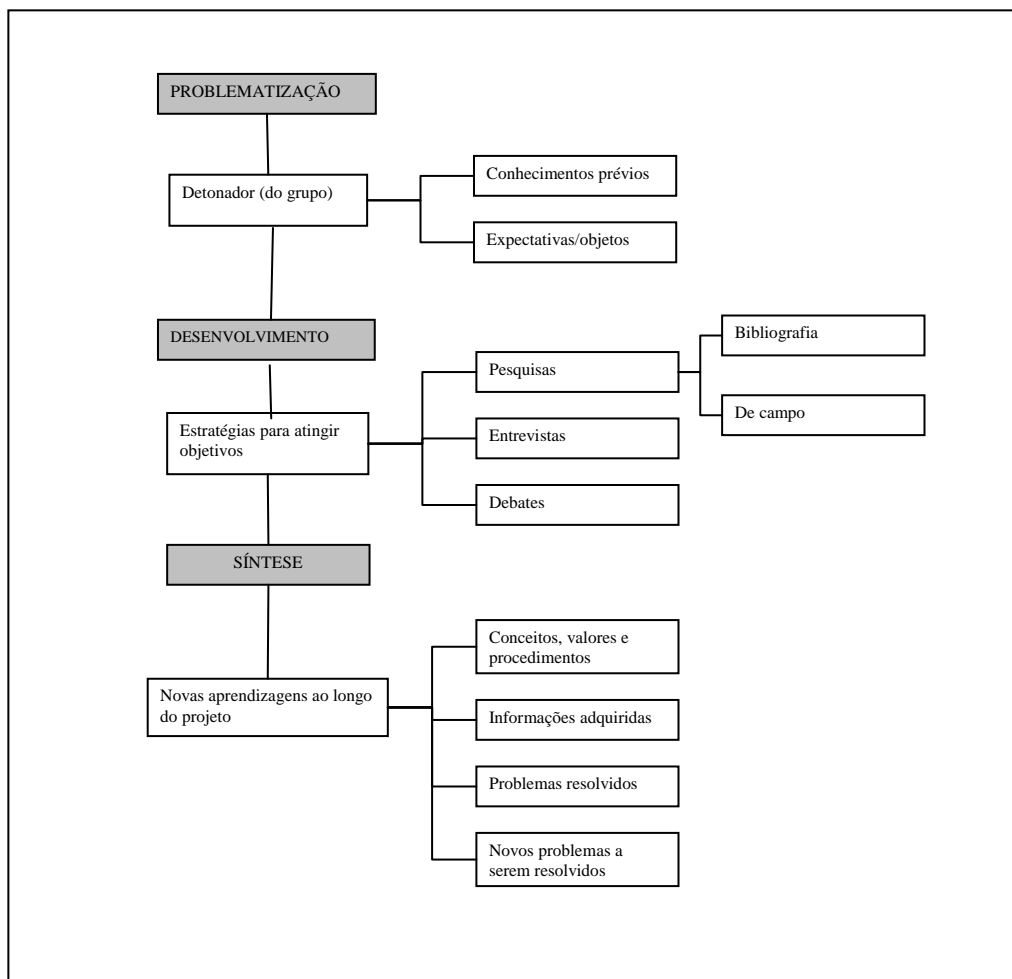 PROBLEMATIZAÇÃO
Detonador (do grupo)
Conhecimentos prévios
Expectativas/objetos
DESENVOLVIMENTO
Estratégias para atingir
objetivos
Pesquisas
Bibliografia
De campo
Entrevistas
Debates
SÍNTESE
Novas aprendizagens ao longo
do projeto
Conceitos, valores e
procedimentos
Informações adquiridas
Problemas resolvidos
Novos problemas a
serem resolvidos